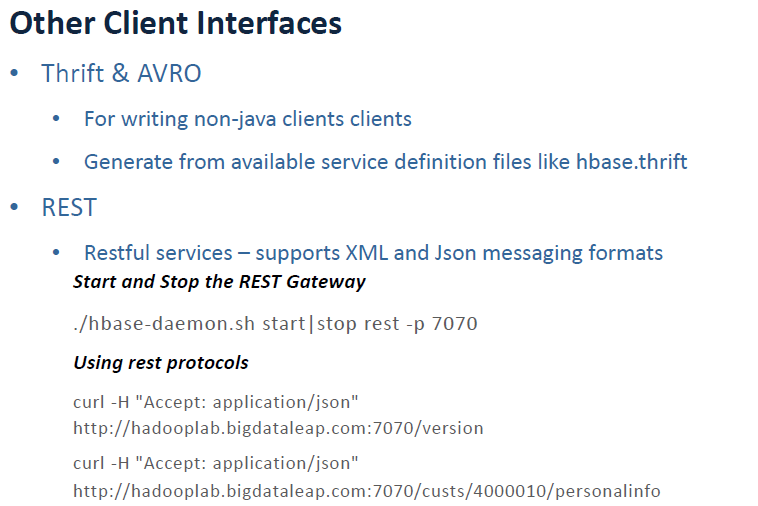 Other Client Interfaces
• Thrift & AVRO
• For writing non-java clients clients
• Generate from available service definition files like hbase.thrift
• REST
• Restful services – supports XML and Json messaging formats
Start and Stop the REST Gateway
./hbase-daemon.sh start|stop rest -p 7070
Using rest protocols
curl -H "Accept: application/json"
http://hadooplab.bigdataleap.com:7070/version
curl -H "Accept: application/json"
http://hadooplab.bigdataleap.com:7070/custs/4000010/personalinfo